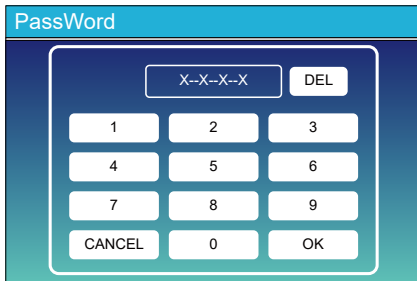 PassWord
X--X--X--X DEL
1 2 3
4 5 6
7 8 9
CANCEL 0 OK